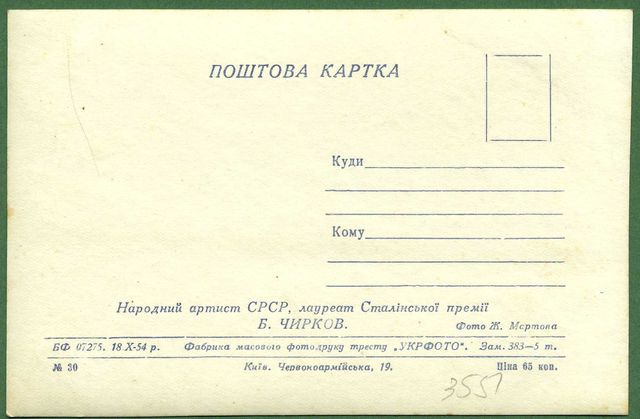 ПОШТОВА КАРТКА
Куди
Кому
Народний артист СРСР, лауреат Сталінської премії
Б. ЧИРКОВ.
Фото Ж. Мартова
БФ 07275. 18.X-54 р. Фабрика масового фотодруку тресту „УКРФОТО“. Зам. 383—5 т.
№ 30 Київ. Червоноармійська, 19. Ціна 65 коп.
3551